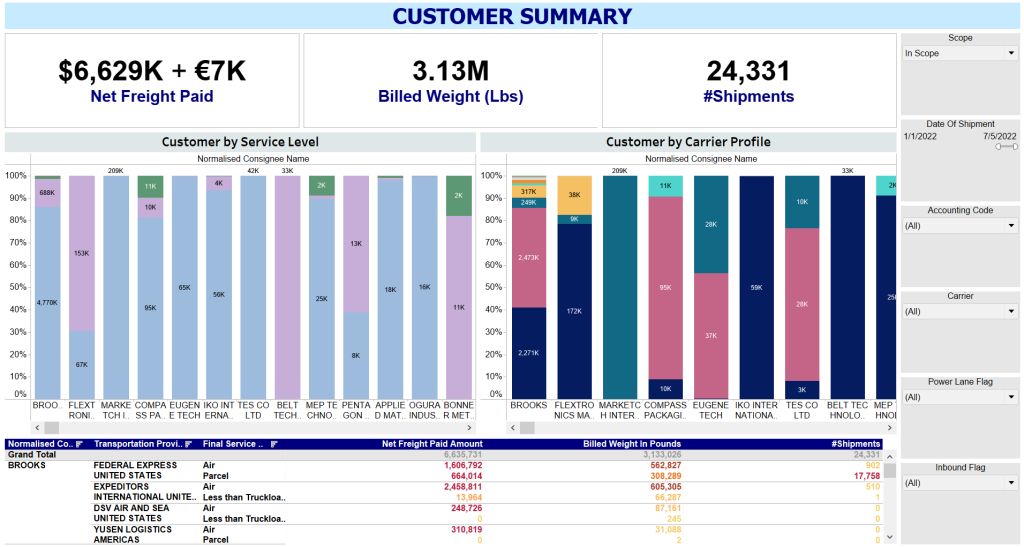 CUSTOMER SUMMARY
$6,629K + €7K
Net Freight Paid
3.13M
Billed Weight (Lbs)
24,331
#Shipments
Scope
In Scope
Date Of Shipment
1/1/2022 7/5/2022
Accounting Code
(All)
Carrier
(All)
Power Lane Flag
(All)
Inbound Flag
(All)
Customer by Service Level
Normalised Consignee Name
209K 42K 33K
100%
90%
80%
70%
60%
50%
40%
30%
20%
10%
0%
688K
4,770K
153K
67K
11K
10K
95K
65K
4K
56K
2K
25K
13K
8K
18K
16K
2K
11K
BROO.. FLEXT MARKE COMPA EUGEN IKO INT TES CO BELT MEP TE PENTA APPLIE OGURA BONNE
RONI.. TCH I.. SS PA.. E TECH ERNA.. LTD TECH.. CHNO.. GON .. D MAT.. INDUS.. R MET..
Customer by Carrier Profile
Normalised Consignee Name
209K 33K
100%
90%
80%
70%
60%
50%
40%
30%
20%
10%
0%
317K
249K
2,473K
2,271K
38K
9K
172K
11K
95K
10K
28K
37K
59K
10K
28K
3K
2K
BROOKS FLEXTRO MARKETC COMPASS EUGENE IKO INTER TES CO BELT TEC MEP
NICS MA.. H INTER.. PACKAGI.. TECH NATIONA.. LTD HNOLO..
Normalised Co.. Transportation Provi.. Final Service .. Net Freight Paid Amount Billed Weight In Pounds #Shipments
Grand Total 6,635,731 3,133,026 24,331
BROOKS FEDERAL EXPRESS Air 1,606,792 562,827 902
UNITED STATES Parcel 664,014 308,289 17,758
EXPEDITORS Air 2,458,811 605,305 510
INTERNATIONAL UNITE.. Less than Truckloa.. 13,964 66,287 1
DSV AIR AND SEA Air 248,726 87,161 0
UNITED STATES Less than Truckloa.. 0 245 0
YUSEN LOGISTICS Air 310,819 31,088 0
AMERICAS Parcel 0 2 0